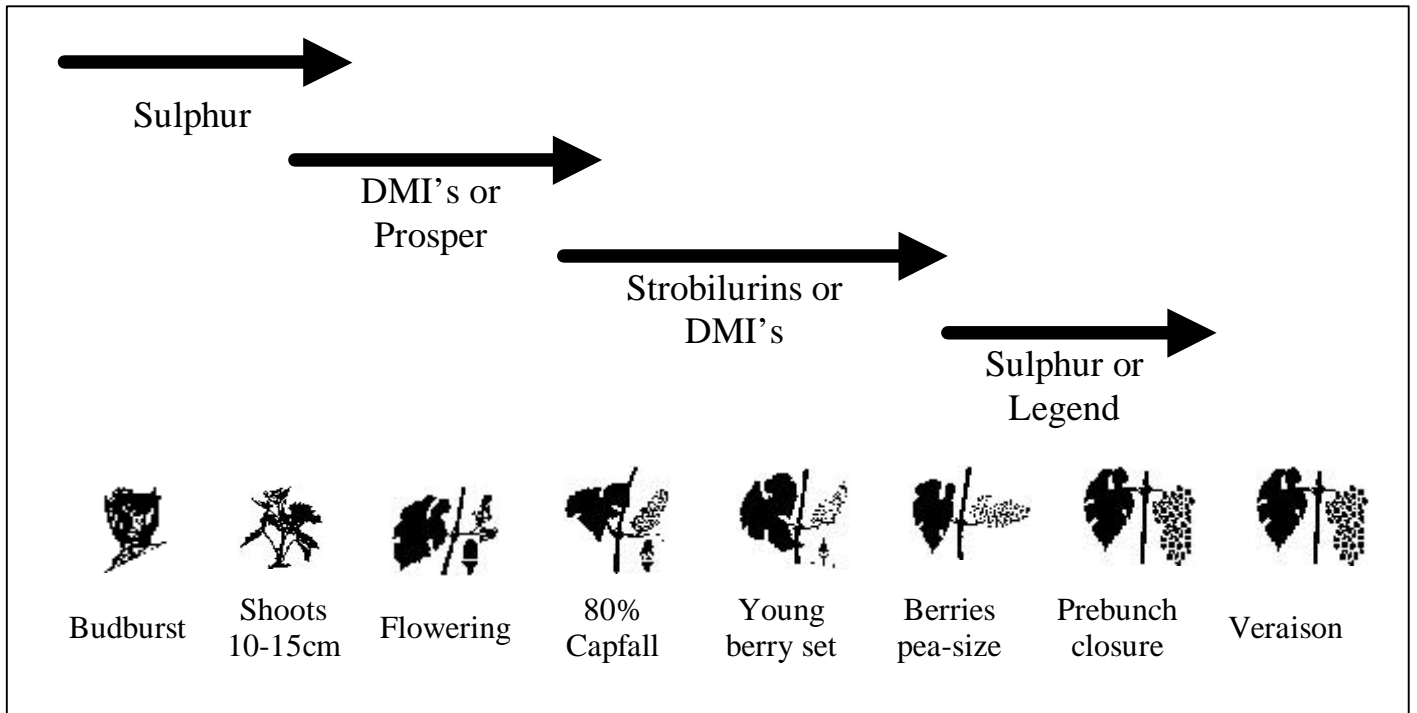 Sulphur
DMI's or
Prosper
Strobilurins or
DMI's
Sulphur or
Legend
Budburst
Shoots
10-15cm
Flowering
80%
Capfall
Young
berry set
Berries
pea-size
Prebunch
closure
Veraison